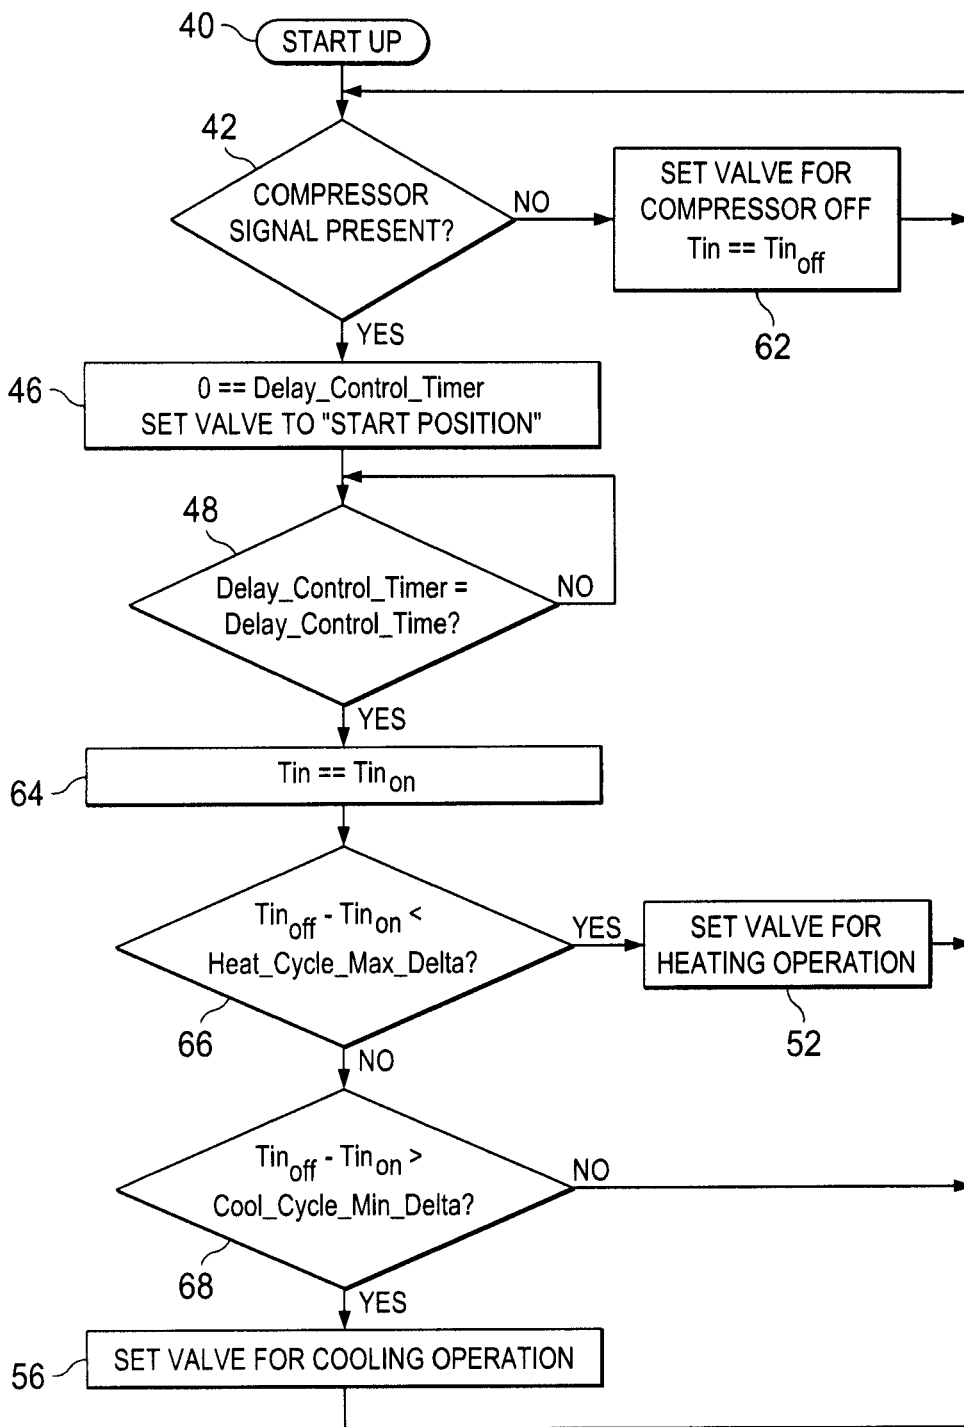 40
START UP
42
COMPRESSOR
SIGNAL PRESENT?
NO
SET VALVE FOR
COMPRESSOR OFF
Tin == Tinoff
62
YES
46
0 == Delay_Control_Timer
SET VALVE TO "START POSITION"
48
Delay_Control_Timer =
Delay_Control_Time?
NO
YES
64
Tin == Tinon
Tinoff - Tinon <
Heat_Cycle_Max_Delta?
66
YES
SET VALVE FOR
HEATING OPERATION
52
NO
Tinoff - Tinon >
Cool_Cycle_Min_Delta?
68
NO
YES
56
SET VALVE FOR COOLING OPERATION